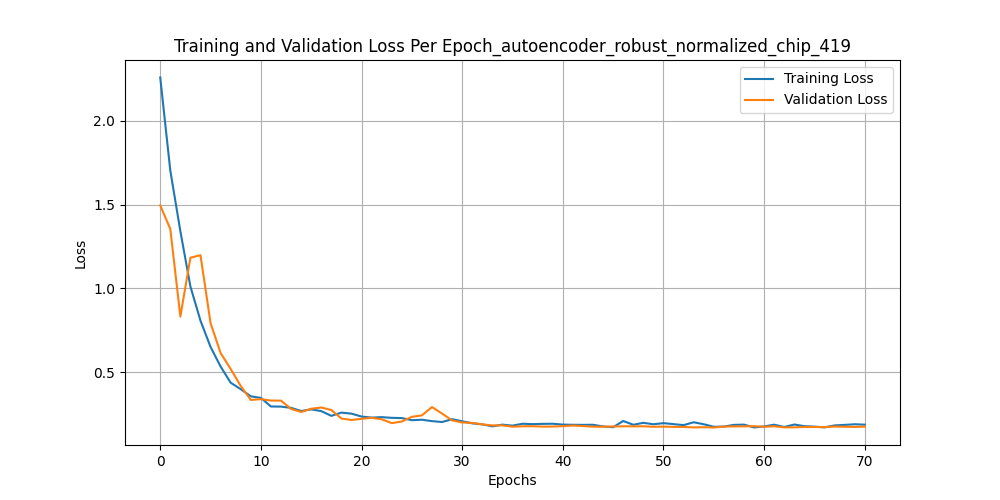 Training and Validation Loss Per Epoch_autoencoder_robust_normalized_chip_419
Training Loss
Validation Loss
2.0
1.5
1.0
0.5
Loss
0 10 20 30 40 50 60 70
Epochs